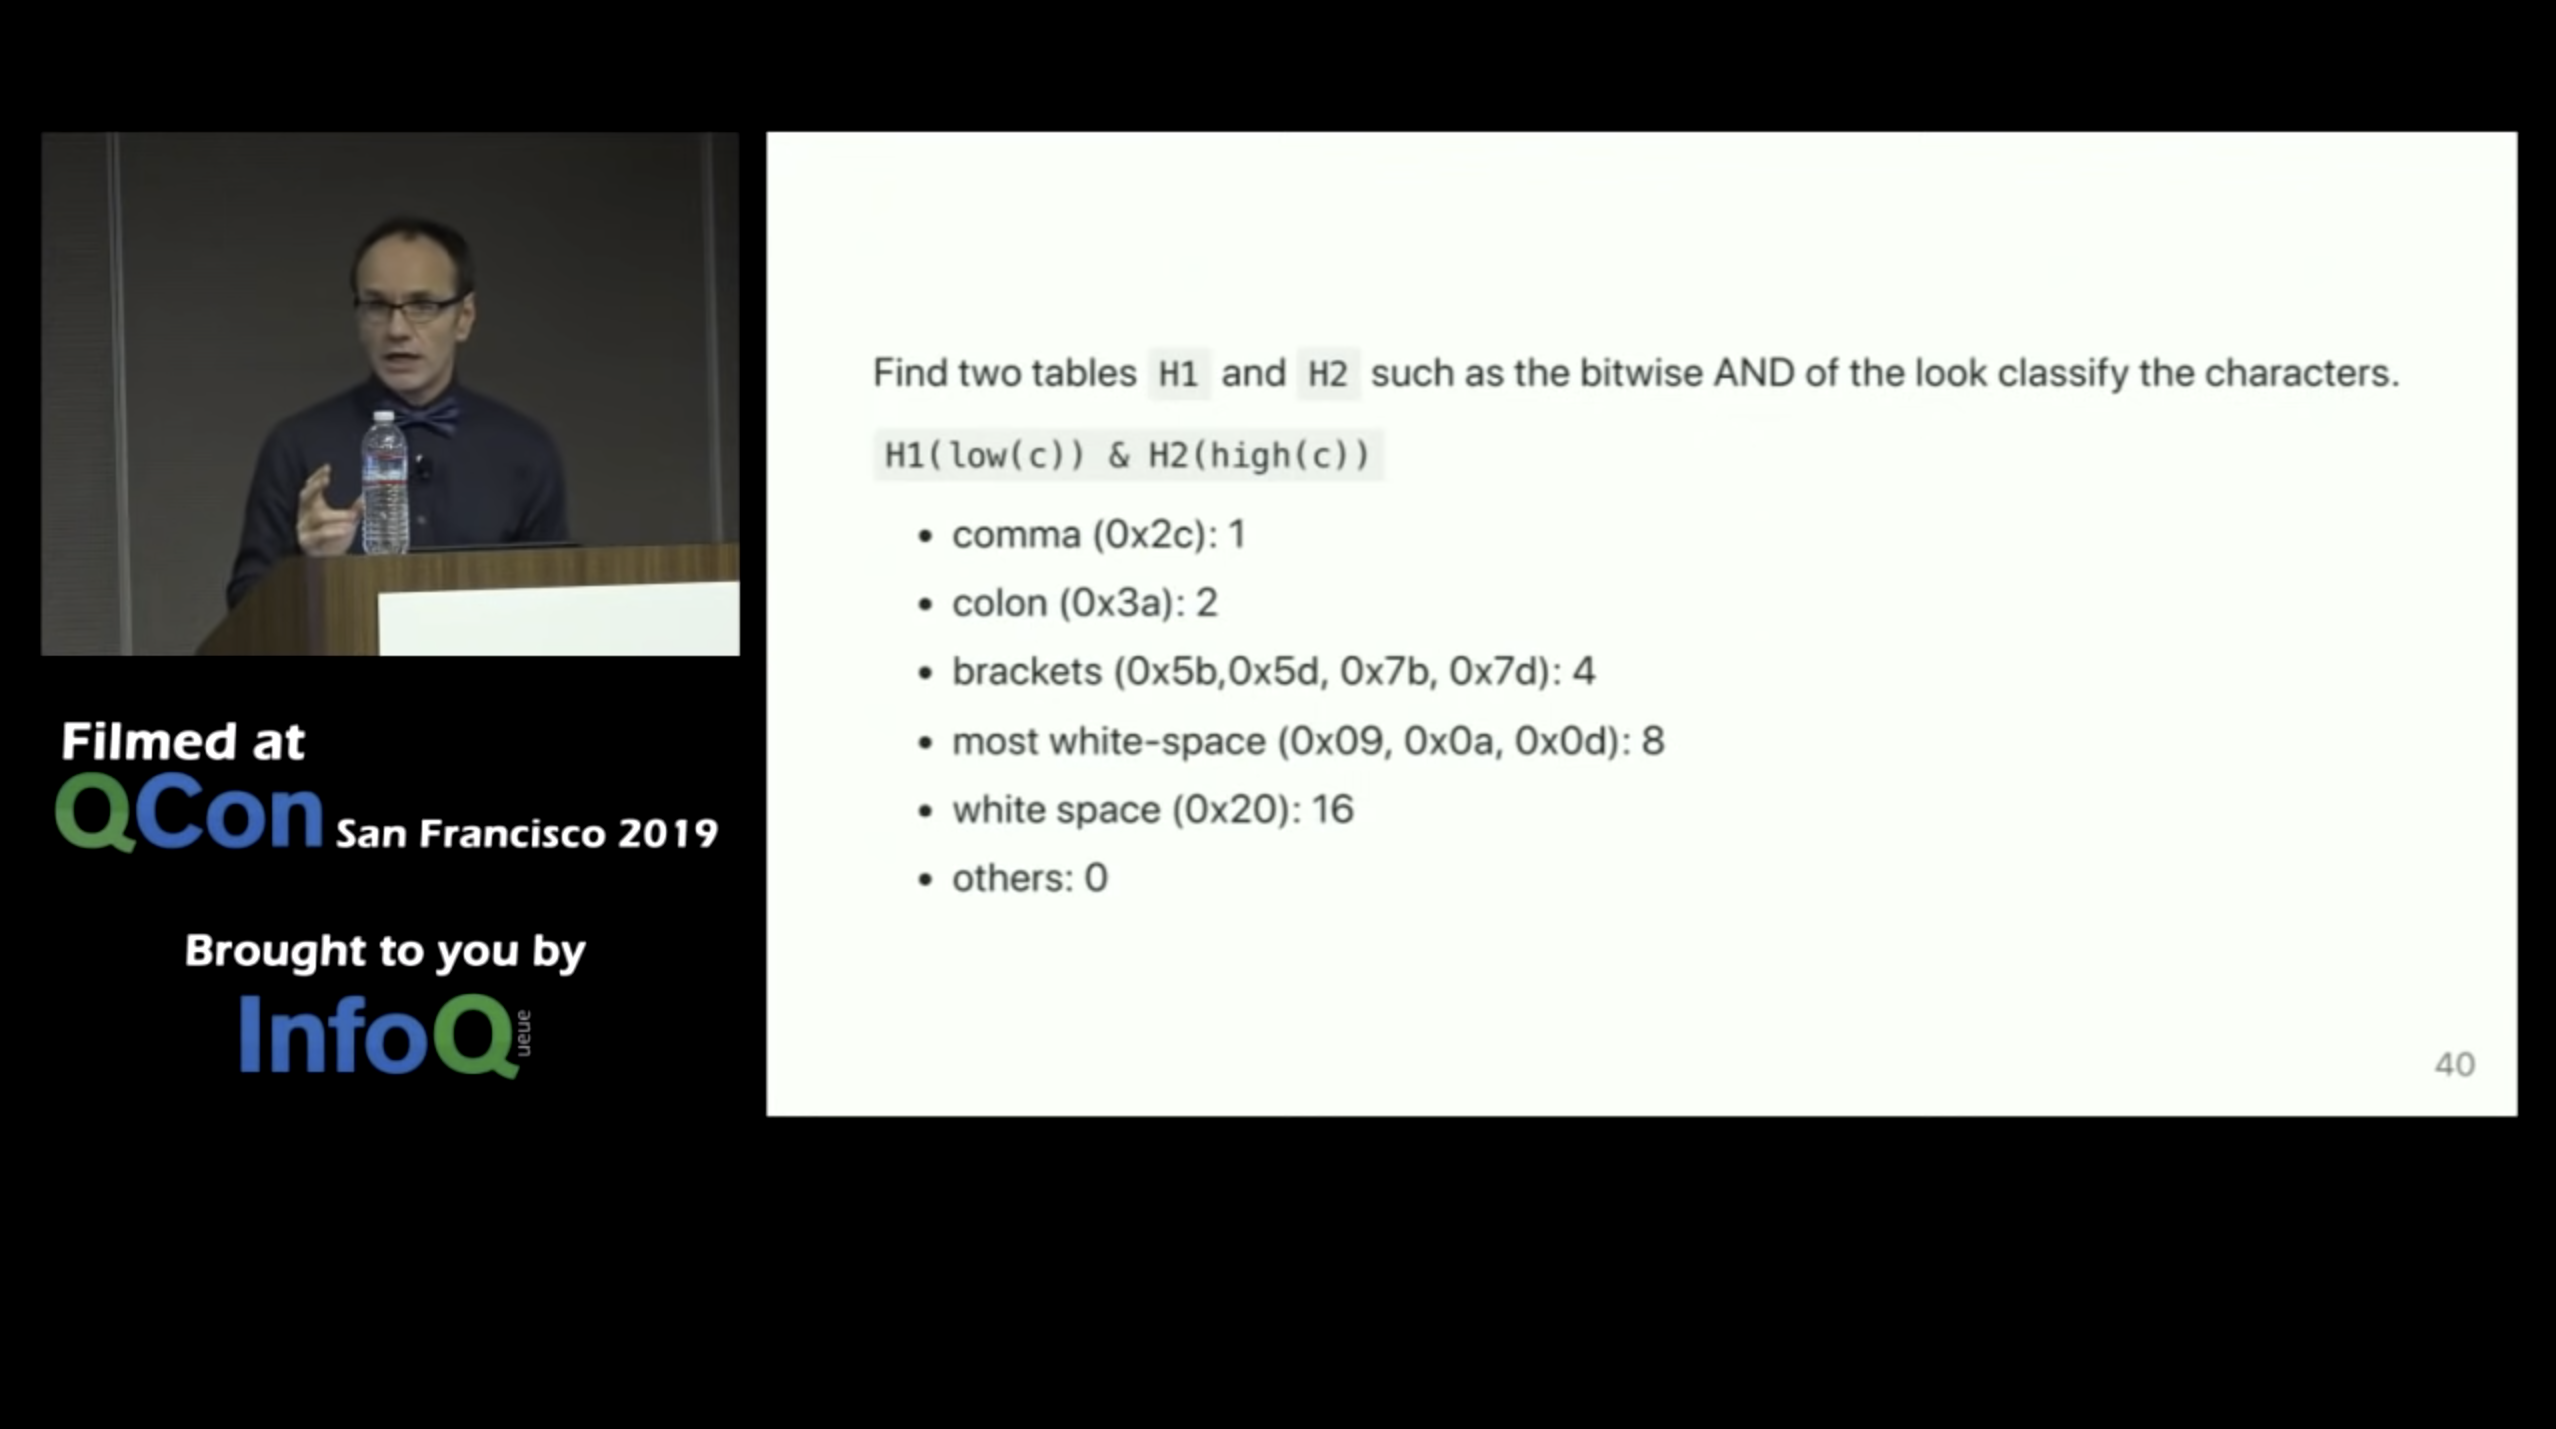 Find two tables H1 and H2 such as the bitwise AND of the look classify the characters.
H1(low(c)) & H2(high(c))
• comma (0x2c): 1
• colon (0x3a): 2
• brackets (0x5b,0x5d, 0x7b, 0x7d): 4
• most white-space (0x09, 0x0a, 0x0d): 8
• white space (0x20): 16
• others: 0
40
Filmed at
QCon San Francisco 2019
Brought to you by
InfoQ
ueue